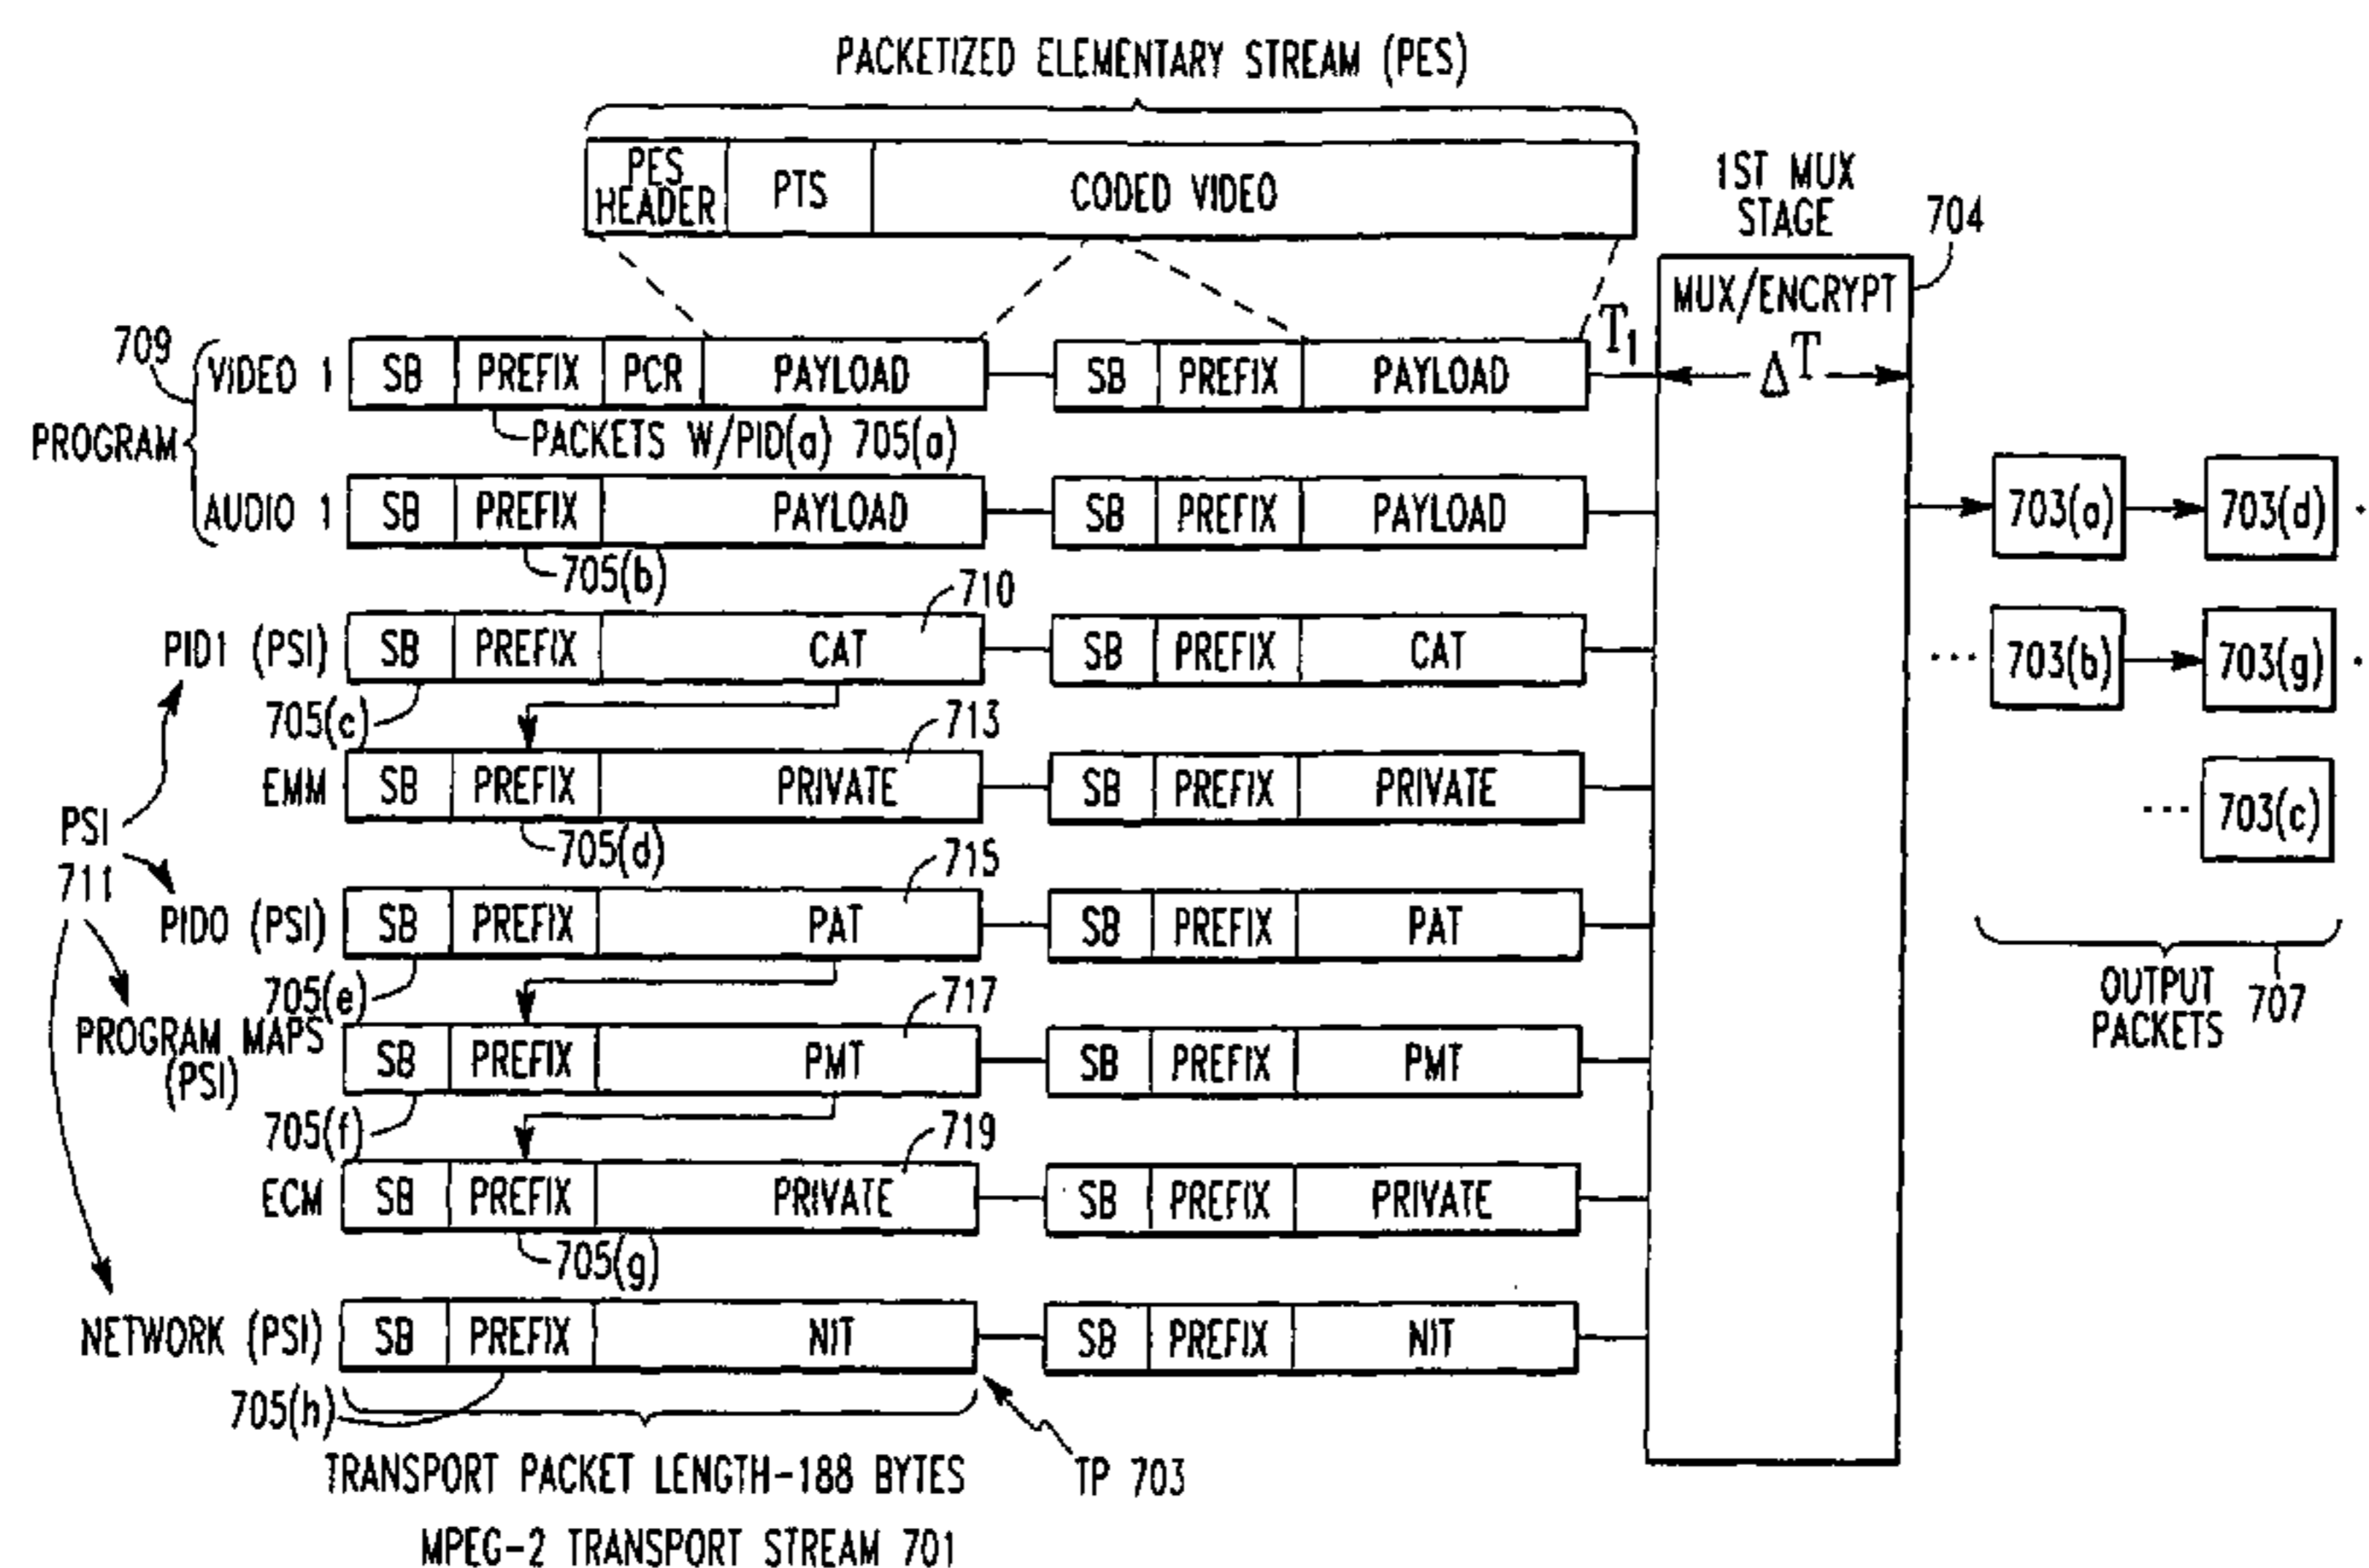 PACKETIZED ELEMENTARY STREAM (PES)
PES HEADER PTS CODED VIDEO
1ST MUX STAGE
704
MUX/ENCRYPT
T1 ΔT
709
PROGRAM
VIDEO 1 SB PREFIX PCR PAYLOAD SB PREFIX PAYLOAD
PACKETS W/PID(a) 705(a)
AUDIO 1 SB PREFIX PAYLOAD SB PREFIX PAYLOAD
705(b)
703(a) 703(d) .
710
PID1 (PSI) SB PREFIX CAT SB PREFIX CAT
705(c)
... 703(b) 703(g) .
713
EMM SB PREFIX PRIVATE SB PREFIX PRIVATE
705(d)
... 703(c)
PSI
711
715
PID0 (PSI) SB PREFIX PAT SB PREFIX PAT
705(e)
OUTPUT
PACKETS 707
717
PROGRAM MAPS
(PSI)
SB PREFIX PMT SB PREFIX PMT
705(f)
719
ECM SB PREFIX PRIVATE SB PREFIX PRIVATE
705(g)
NETWORK (PSI) SB PREFIX NIT SB PREFIX NIT
705(h)
TRANSPORT PACKET LENGTH-188 BYTES
TP 703
MPEG-2 TRANSPORT STREAM 701